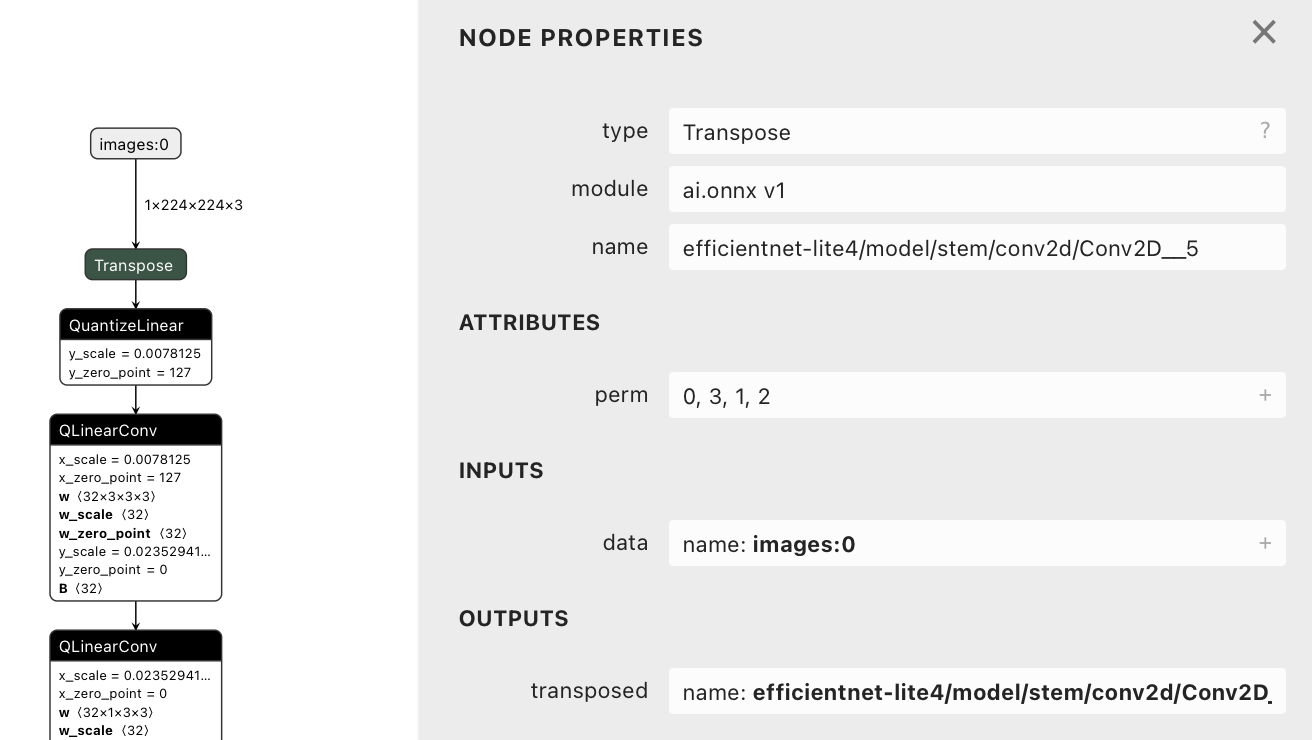 images:0
1×224×224×3
Transpose
QuantizeLinear
y_scale = 0.0078125
y_zero_point = 127
QLinearConv
x_scale = 0.0078125
x_zero_point = 127
w ⟨32×3×3×3⟩
w_scale ⟨32⟩
w_zero_point ⟨32⟩
y_scale = 0.02352941…
y_zero_point = 0
B ⟨32⟩
QLinearConv
x_scale = 0.02352941…
x_zero_point = 0
w ⟨32×1×3×3⟩
w_scale ⟨32⟩
NODE PROPERTIES ×
type Transpose ?
module ai.onnx v1
name efficientnet-lite4/model/stem/conv2d/Conv2D__5
ATTRIBUTES
perm 0, 3, 1, 2 +
INPUTS
data name: images:0 +
OUTPUTS
transposed name: efficientnet-lite4/model/stem/conv2d/Conv2D_